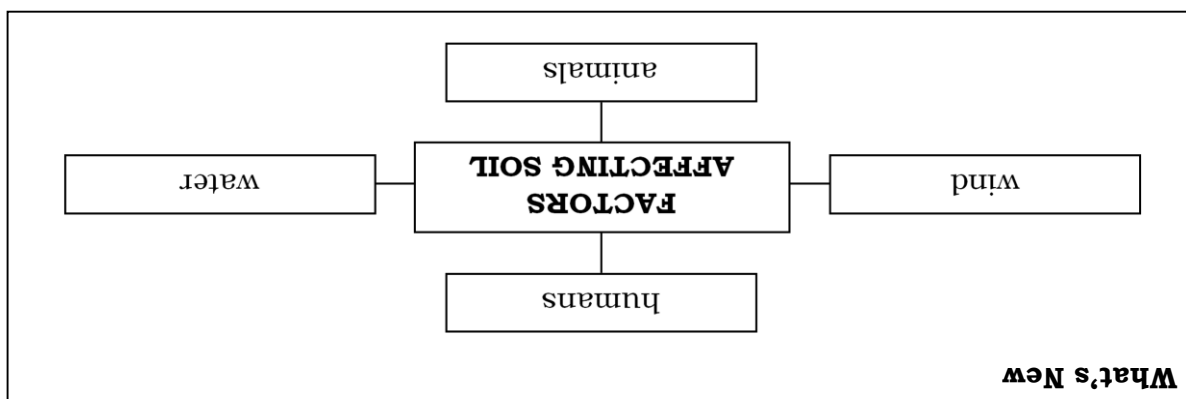 What's New
humans
wind
FACTORS
AFFECTING SOIL
water
animals